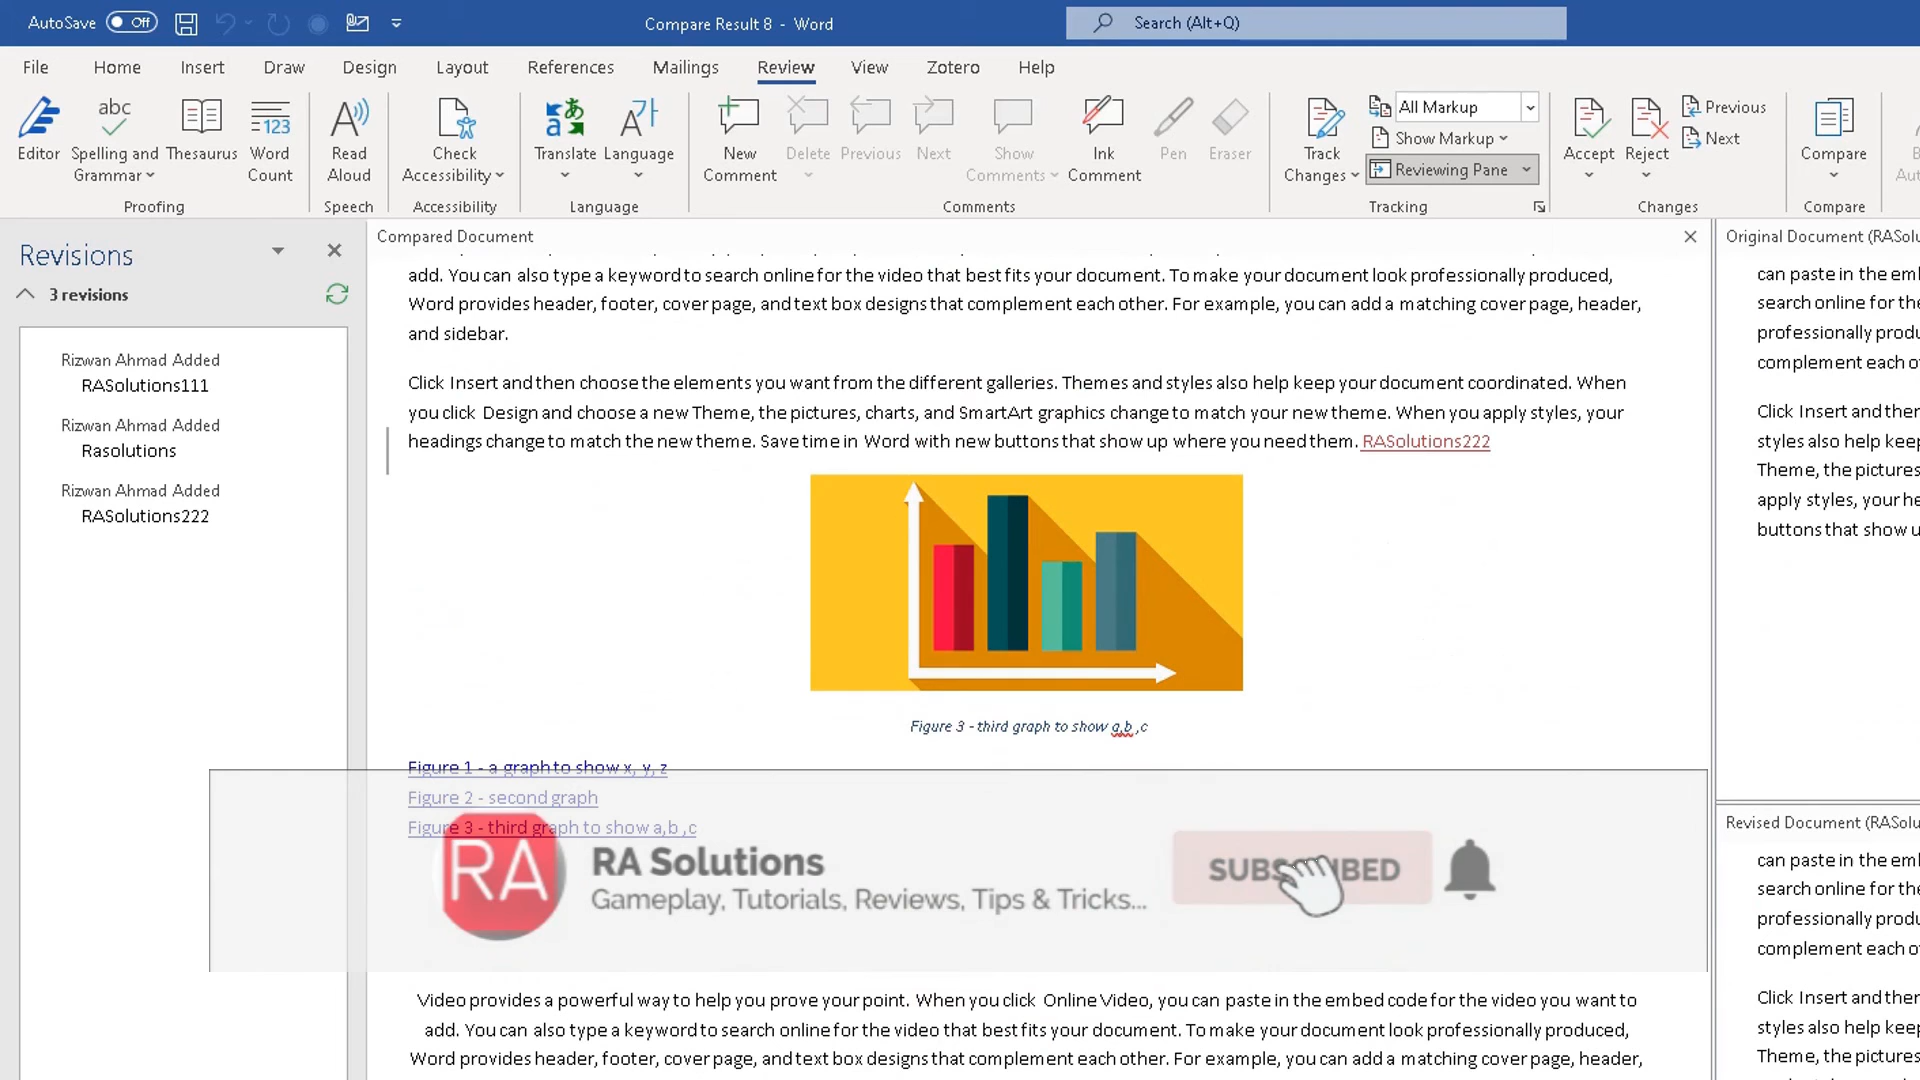 AutoSave Off
Compare Result 8 - Word
Search (Alt+Q)
File Home Insert Draw Design Layout References Mailings Review View Zotero Help
Editor
abc
Spelling and Grammar
Thesaurus
123
Word Count
Proofing
Read Aloud
Speech
Check Accessibility
Accessibility
Translate
Language
Language
New Comment
Delete
Previous
Next
Show Comments
Ink Comment
Pen
Eraser
Comments
Track Changes
All Markup
Show Markup
Reviewing Pane
Tracking
Accept
Reject
Previous
Next
Changes
Compare
Compare
Revisions
3 revisions
Rizwan Ahmad Added
RASolutions111
Rizwan Ahmad Added
Rasolutions
Rizwan Ahmad Added
RASolutions222
Compared Document
add. You can also type a keyword to search online for the video that best fits your document. To make your document look professionally produced,
Word provides header, footer, cover page, and text box designs that complement each other. For example, you can add a matching cover page, header,
and sidebar.
Click Insert and then choose the elements you want from the different galleries. Themes and styles also help keep your document coordinated. When
you click Design and choose a new Theme, the pictures, charts, and SmartArt graphics change to match your new theme. When you apply styles, your
headings change to match the new theme. Save time in Word with new buttons that show up where you need them. RASolutions222
Figure 3 - third graph to show a,b ,c
Figure 1 - a graph to show x, y, z
Figure 2 - second graph
Figure 3 - third graph to show a,b ,c
RA
RA Solutions
Gameplay, Tutorials, Reviews, Tips & Tricks...
SUBSCRIBED
Video provides a powerful way to help you prove your point. When you click Online Video, you can paste in the embed code for the video you want to
add. You can also type a keyword to search online for the video that best fits your document. To make your document look professionally produced,
Word provides header, footer, cover page, and text box designs that complement each other. For example, you can add a matching cover page, header,
Original Document (RASolu
can paste in the emb
search online for the
professionally produ
complement each o
Click Insert and then
styles also help keep
Theme, the pictures
apply styles, your he
buttons that show u
Revised Document (RASolu
can paste in the emb
search online for the
professionally produ
complement each o
Click Insert and then
styles also help keep
Theme, the pictures